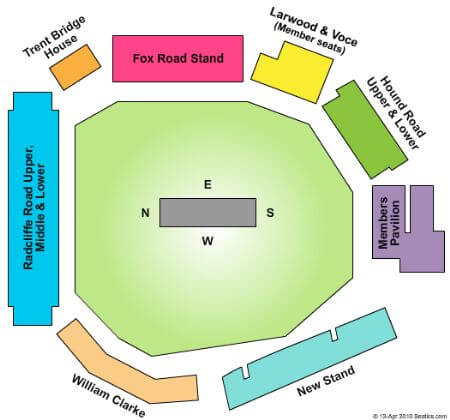 Trent Bridge
House
Fox Road Stand
Larwood & Voce
(Member seats)
Hound Road
Upper & Lower
Radcliffe Road Upper,
Middle & Lower
E
N
S
W
Members
Pavilion
William Clarke
New Stand
© 13-Apr 2010 Seatics.com